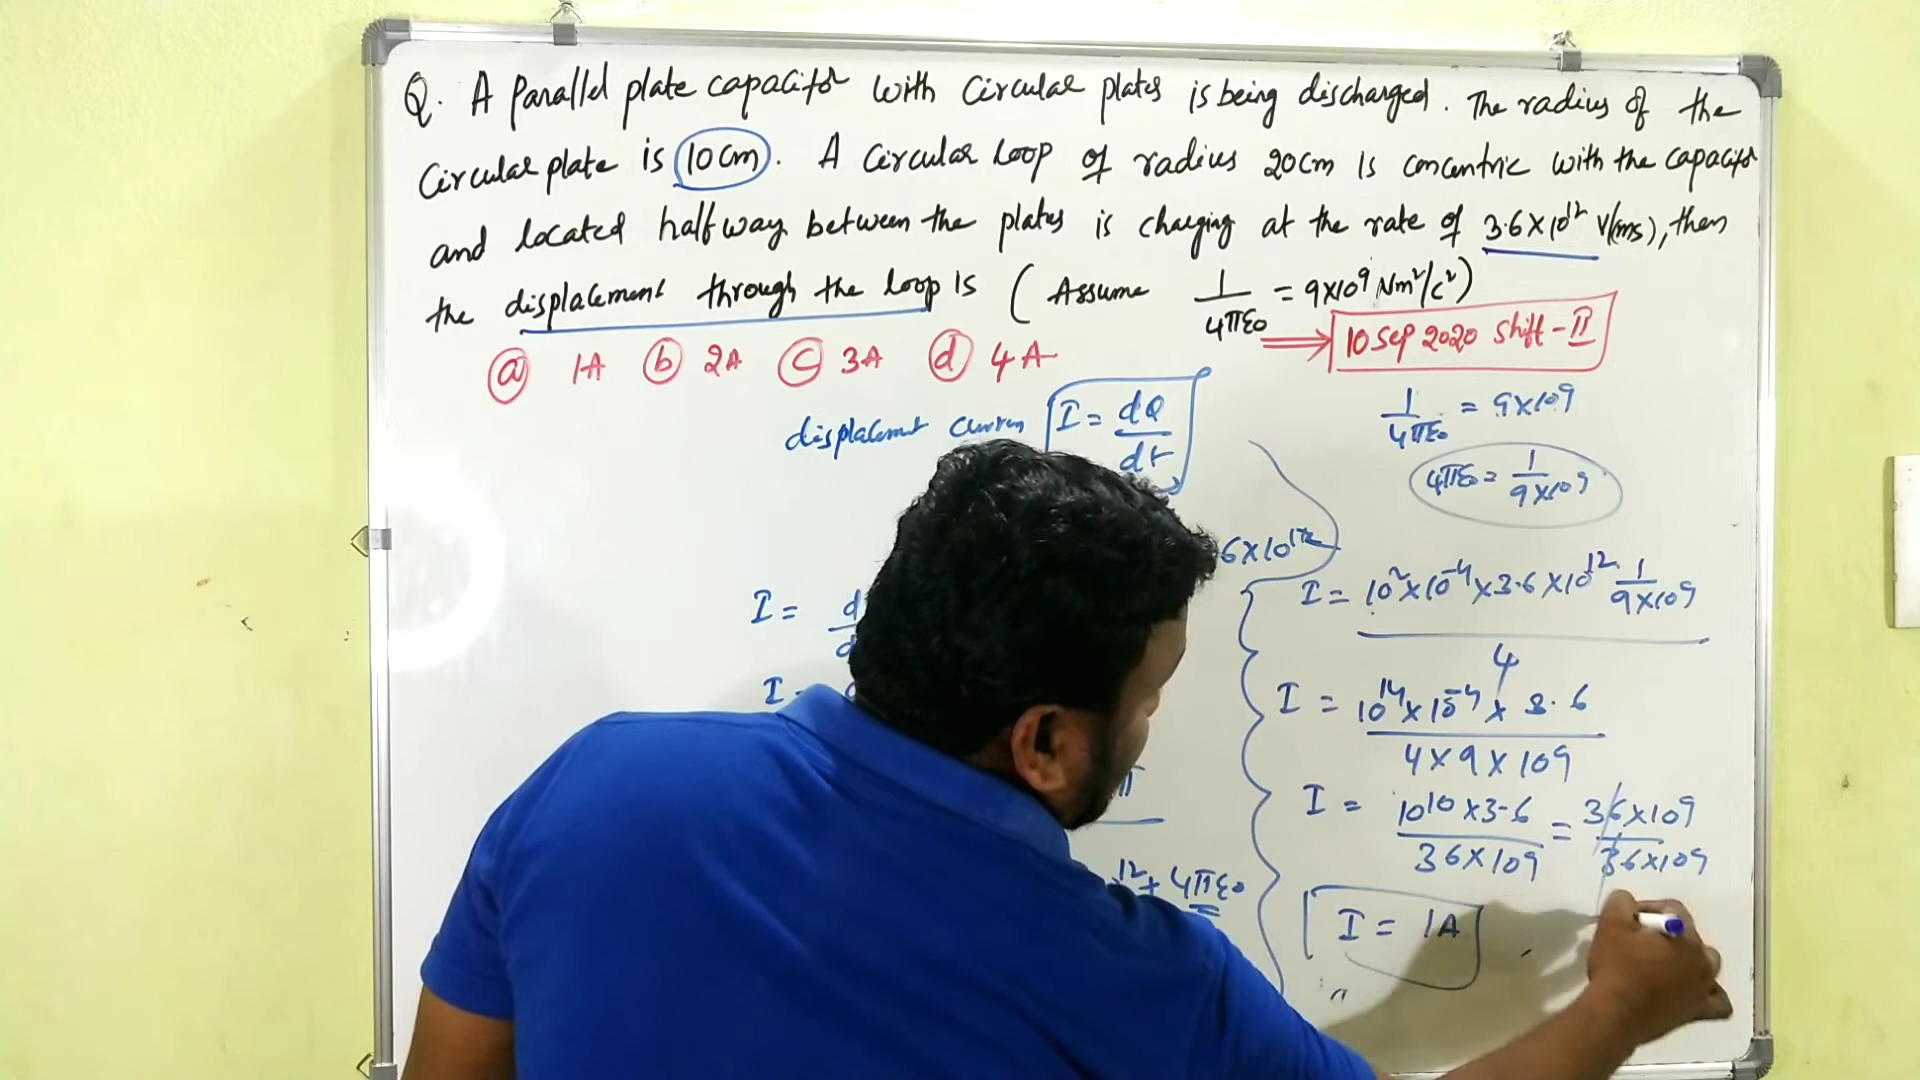 Q. A Parallel plate capacitor with Circular plates is being discharged. The radius of the
Circular plate is 10cm. A Circular Loop of radius 20cm is concentric with the capacitor
and located halfway between the plates is charging at the rate of 3.6×10¹² V/(ms), then
the displacement through the loop is ( Assume 1/4πε₀ = 9×10⁹ Nm²/c²)
10 Sep 2020 Shift-II
ⓐ 1A ⓑ 2A ⓒ 3A ⓓ 4A
displacement I = dQ/dt
1/4πε₀ = 9×10⁹
4πε₀ = 1/9×10⁹
6×10¹²
I =
I = 10²×10⁻⁴×3.6×10¹² 1/9×10⁹ / 4
I
I = 10¹⁴×10⁻⁴×3.6 / 4×9×10⁹
I = 10¹⁰×3.6 / 36×10⁹ = 36×10⁹ / 36×10⁹
4πε₀
I = 1A